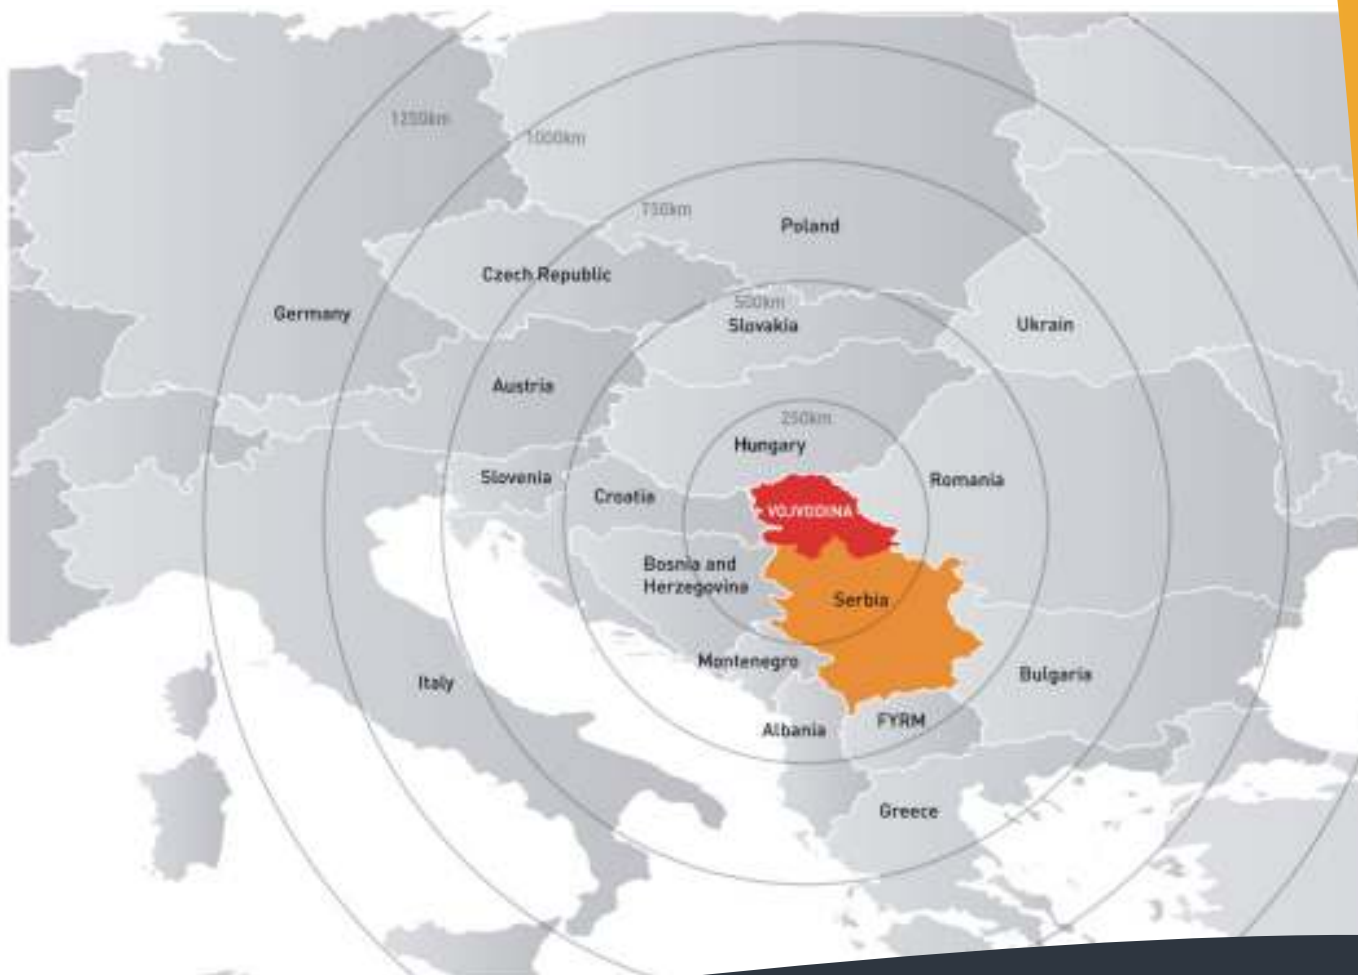 1250km
1000km
750km
Poland
Czech Republic
500km
Germany
Slovakia
Ukrain
Austria
250km
Hungary
Slovenia
Romania
Croatia
VOJVODINA
Bosnia and
Herzegovina
Serbia
Montenegro
Bulgaria
Italy
FYRM
Albania
Greece